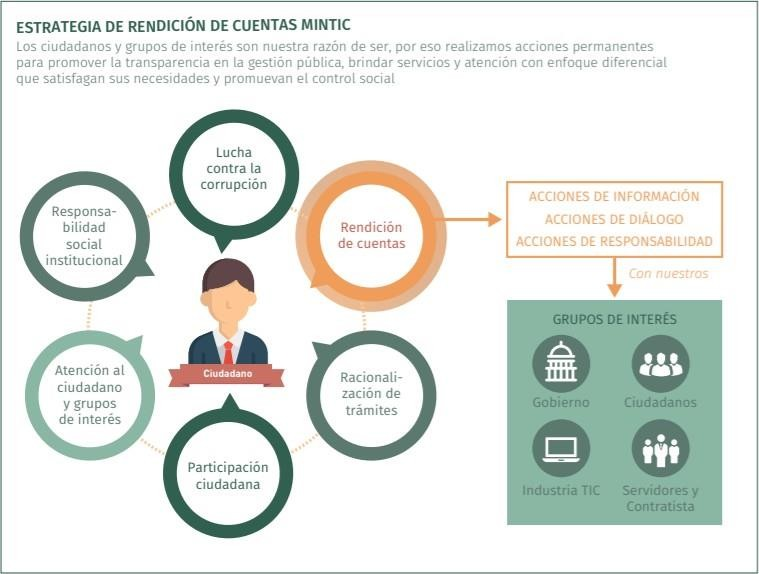 ESTRATEGIA DE RENDICIÓN DE CUENTAS MINTIC
Los ciudadanos y grupos de interés son nuestra razón de ser, por eso realizamos acciones permanentes
para promover la transparencia en la gestión pública, brindar servicios y atención con enfoque diferencial
que satisfagan sus necesidades y promuevan el control social
Lucha
contra la
corrupción
Responsa-
bilidad
social
institucional
Rendición
de cuentas
ACCIONES DE INFORMACIÓN
ACCIONES DE DIÁLOGO
ACCIONES DE RESPONSABILIDAD
Con nuestros
Ciudadano
Atención al
ciudadano
y grupos
de interés
Racionali-
zación de
trámites
Participación
ciudadana
GRUPOS DE INTERÉS
Gobierno
Ciudadanos
Industria TIC
Servidores y
Contratista